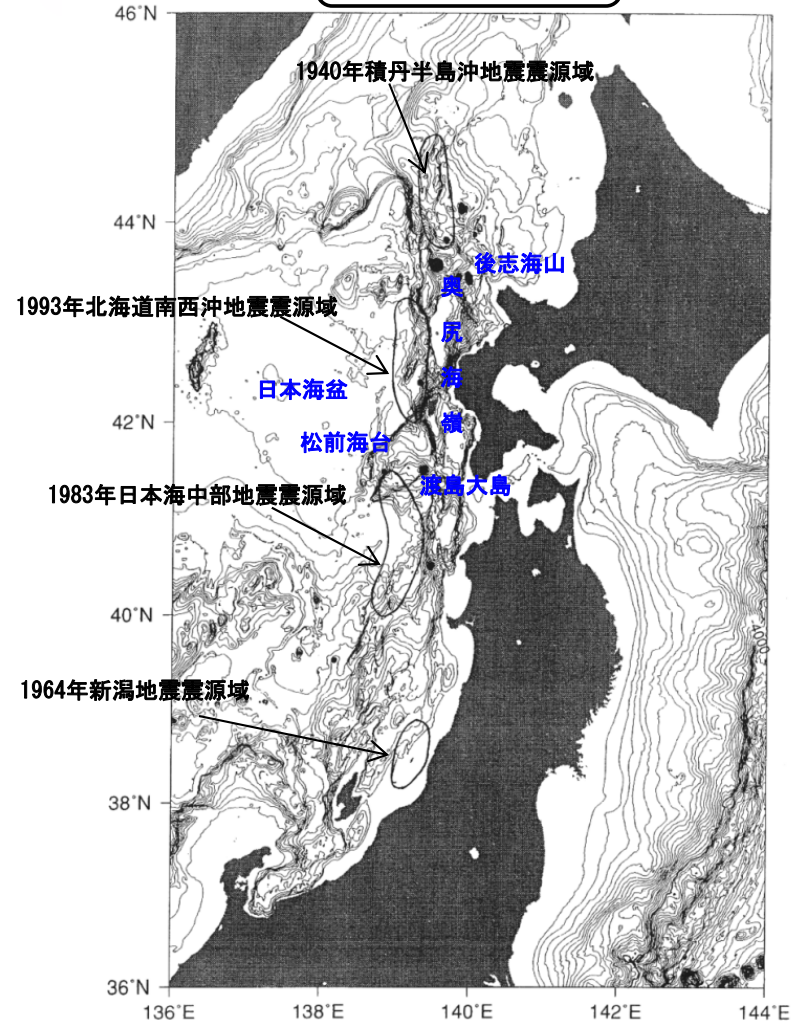 46°N
1940年積丹半島沖地震震源域
44°N
後志海山
奥尻海嶺
1993年北海道南西沖地震震源域
日本海盆
42°N
松前海台
渡島大島
1983年日本海中部地震震源域
40°N
4000
1964年新潟地震震源域
38°N
36°N
136°E
138°E
140°E
142°E
144°E